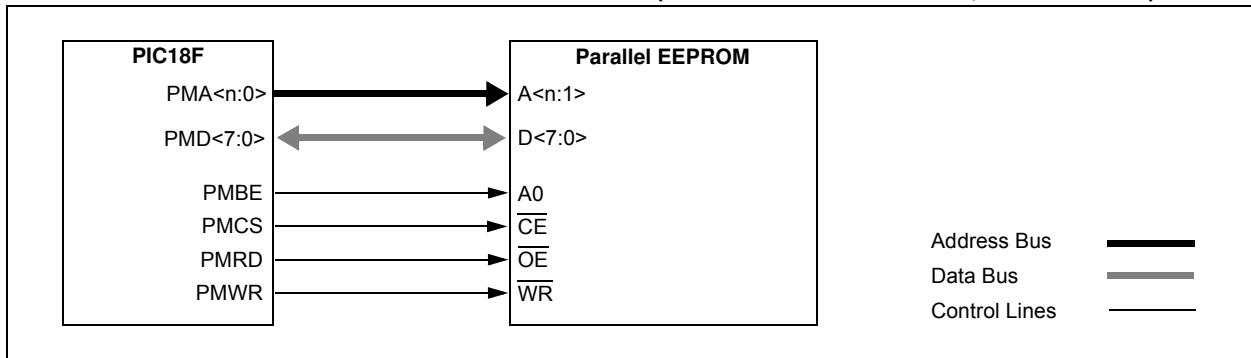 PIC18F
Parallel EEPROM
PMA<n:0>
A<n:1>
PMD<7:0>
D<7:0>
PMBE
A0
PMCS
CE
PMRD
OE
PMWR
WR
Address Bus
Data Bus
Control Lines